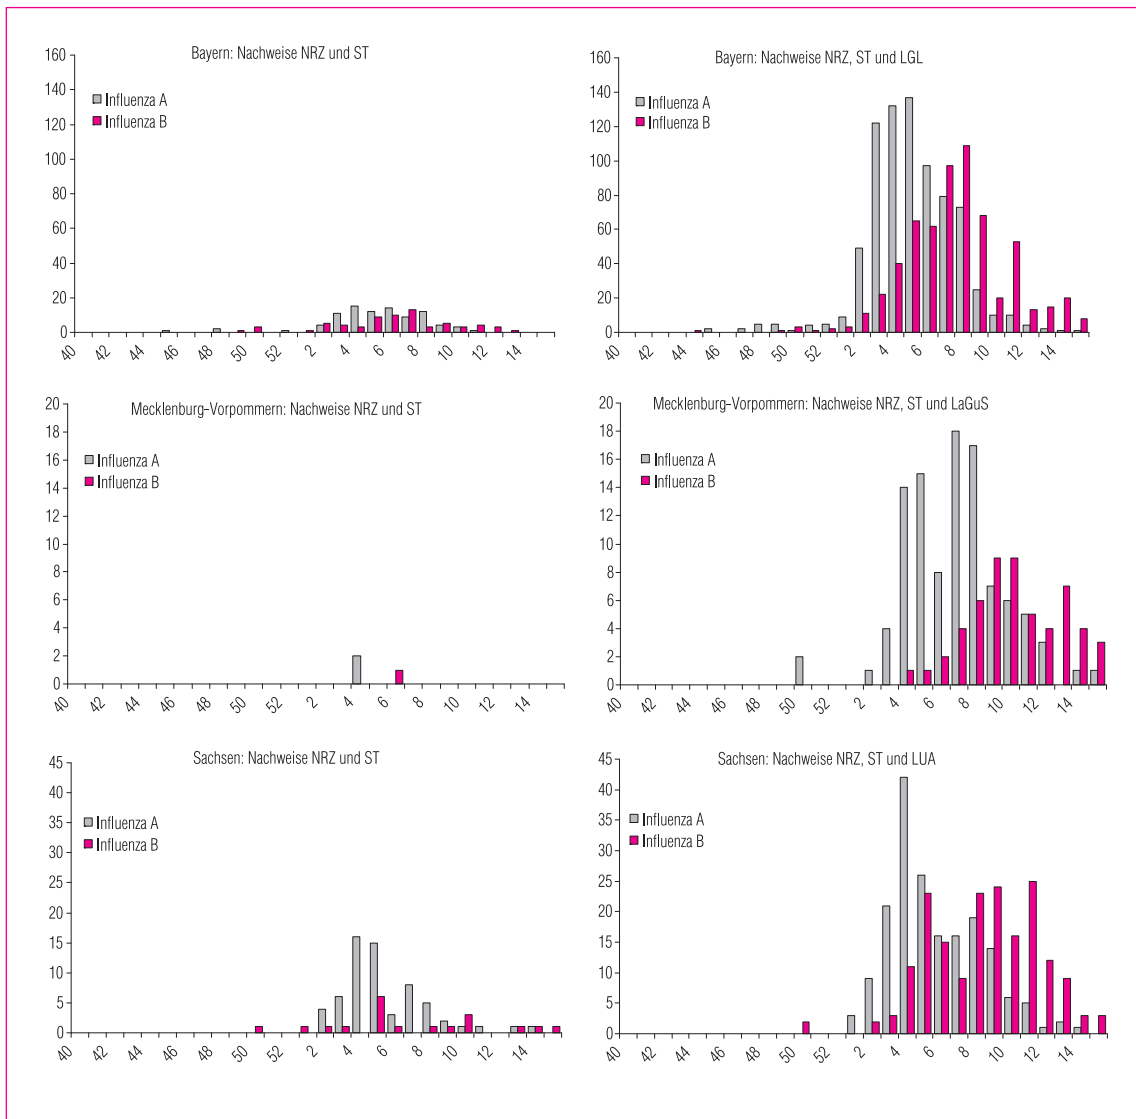 Bayern: Nachweise NRZ und ST
160
140
120
100
80
60
40
20
0
Influenza A
Influenza B
40 42 44 46 48 50 52 2 4 6 8 10 12 14
Bayern: Nachweise NRZ, ST und LGL
160
140
120
100
80
60
40
20
0
Influenza A
Influenza B
40 42 44 46 48 50 52 2 4 6 8 10 12 14
Mecklenburg-Vorpommern: Nachweise NRZ und ST
20
18
16
14
12
10
8
6
4
2
0
Influenza A
Influenza B
40 42 44 46 48 50 52 2 4 6 8 10 12 14
Mecklenburg-Vorpommern: Nachweise NRZ, ST und LaGuS
20
18
16
14
12
10
8
6
4
2
0
Influenza A
Influenza B
40 42 44 46 48 50 52 2 4 6 8 10 12 14
Sachsen: Nachweise NRZ und ST
45
40
35
30
25
20
15
10
5
0
Influenza A
Influenza B
40 42 44 46 48 50 52 2 4 6 8 10 12 14
Sachsen: Nachweise NRZ, ST und LUA
45
40
35
30
25
20
15
10
5
0
Influenza A
Influenza B
40 42 44 46 48 50 52 2 4 6 8 10 12 14